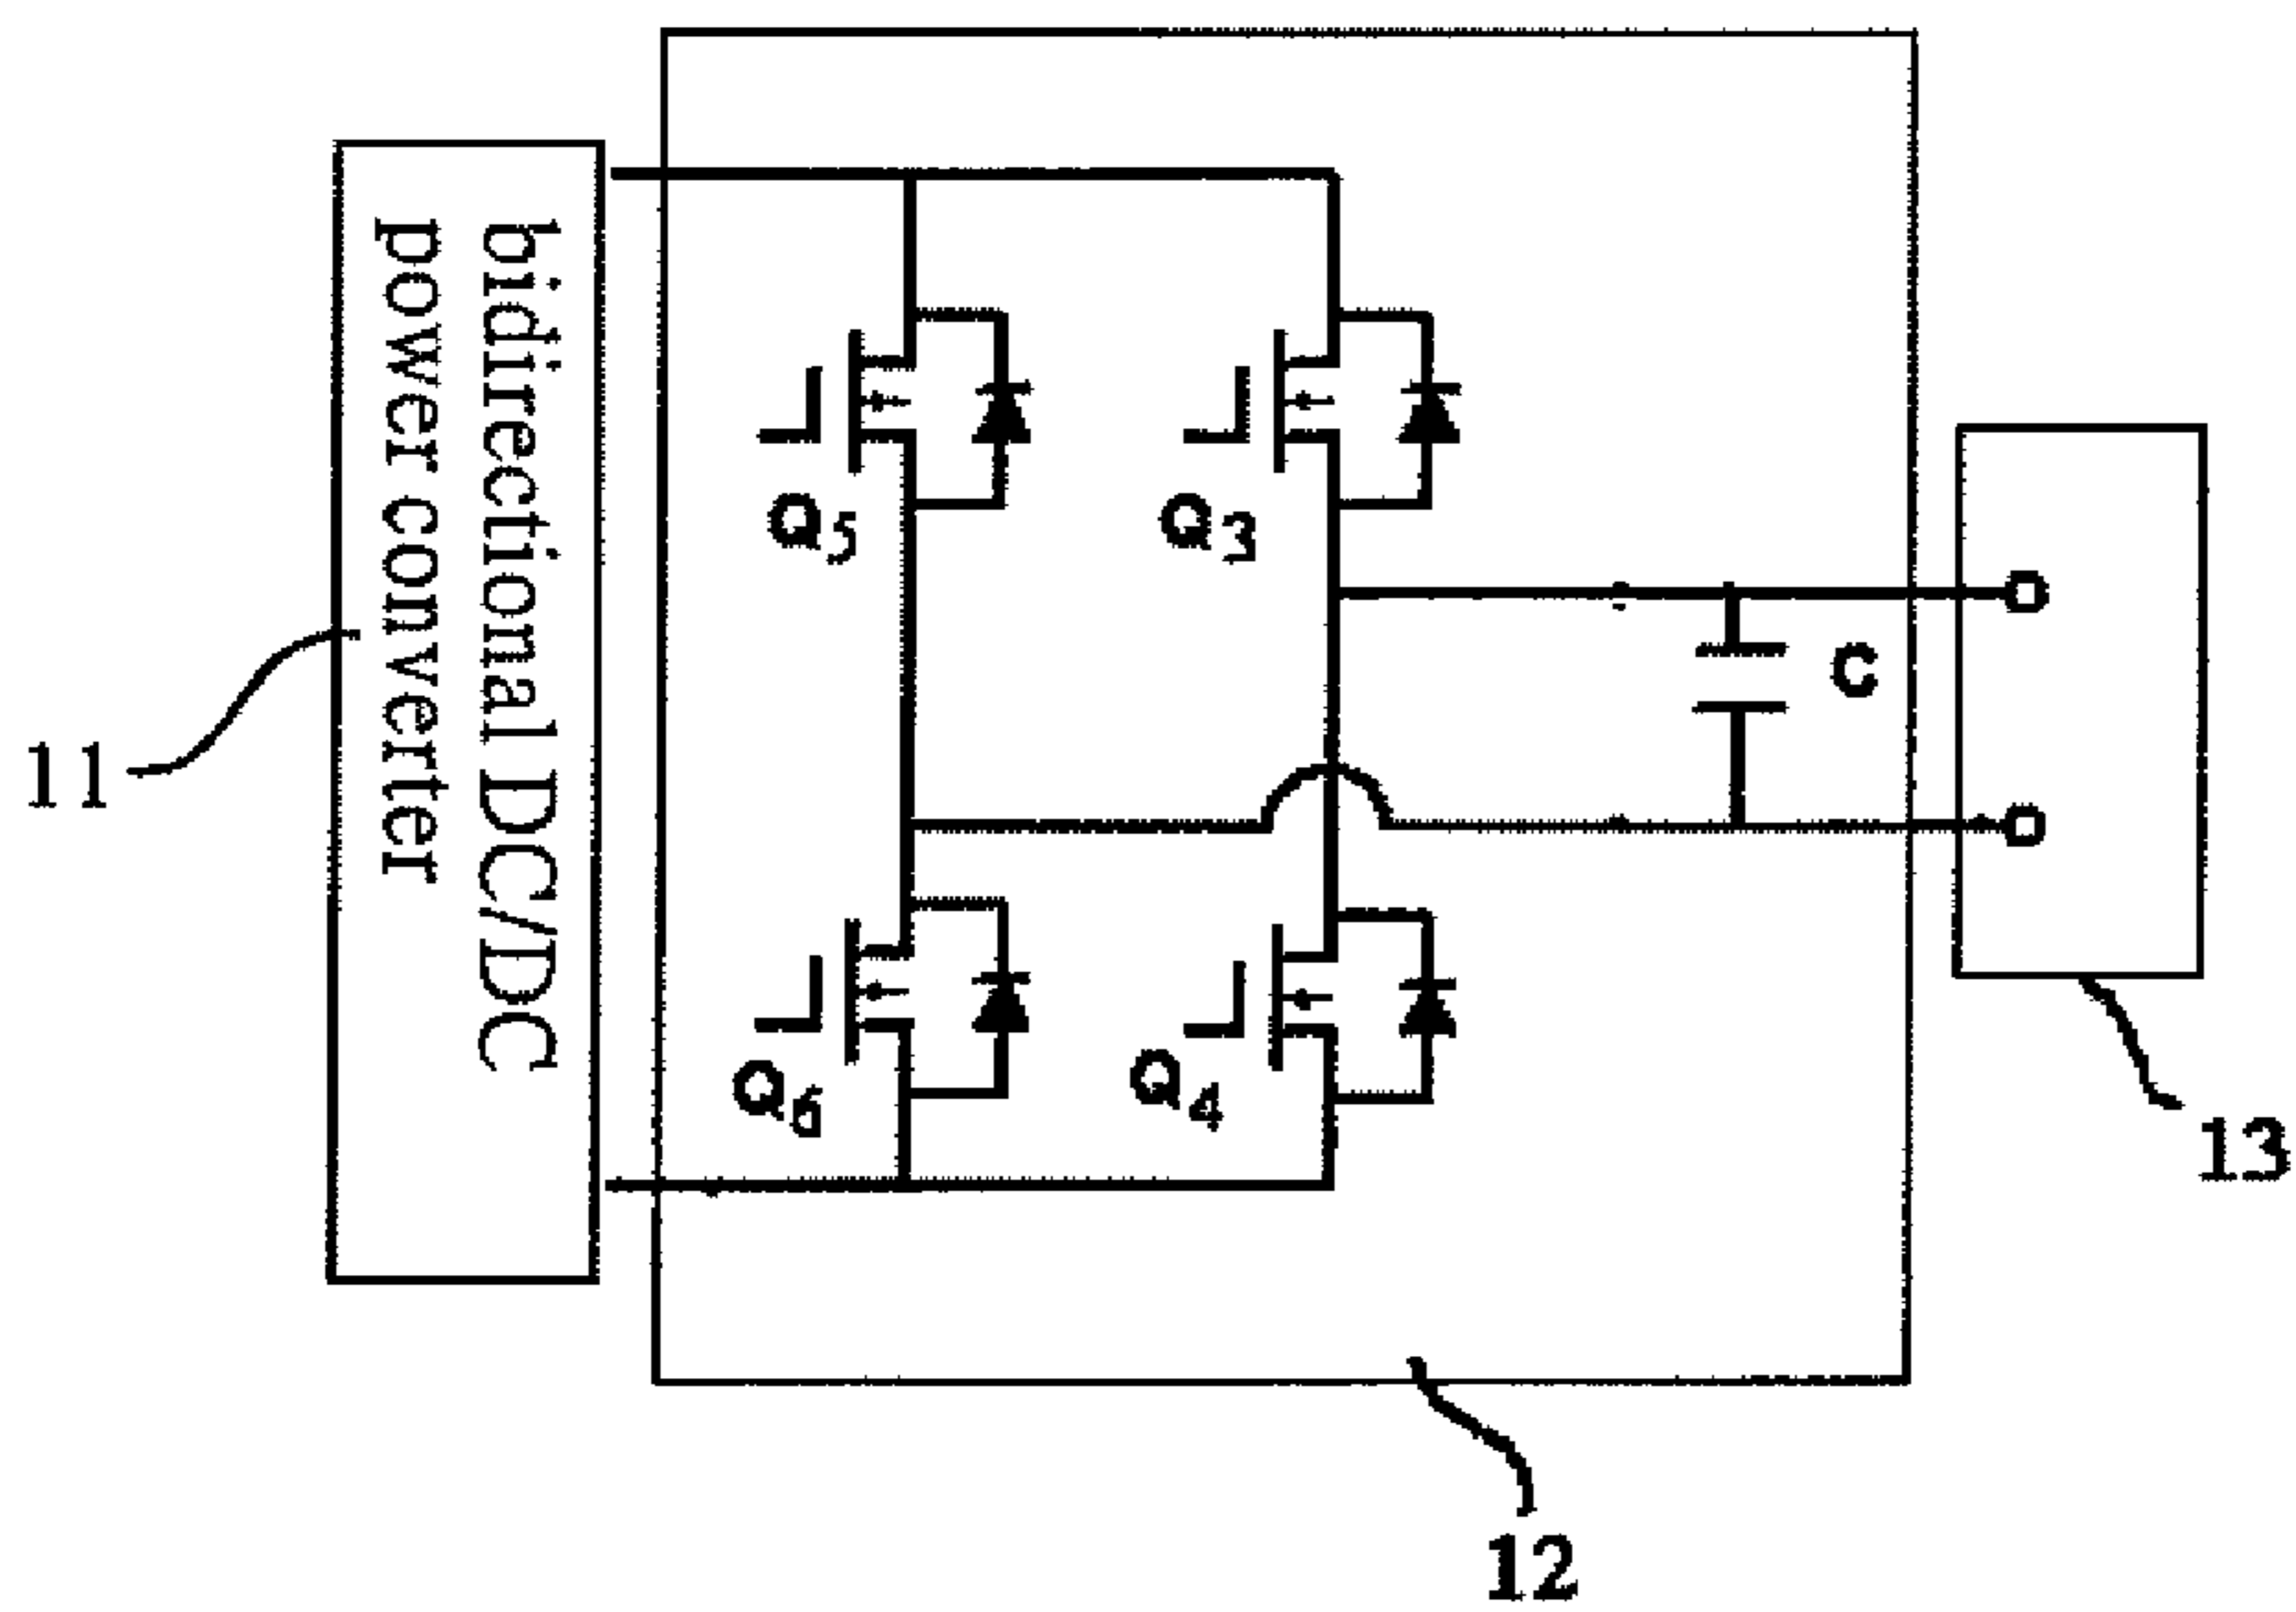 bidirectional DC/DC
power converter
11
Q5
Q3
C
Q6
Q4
13
12